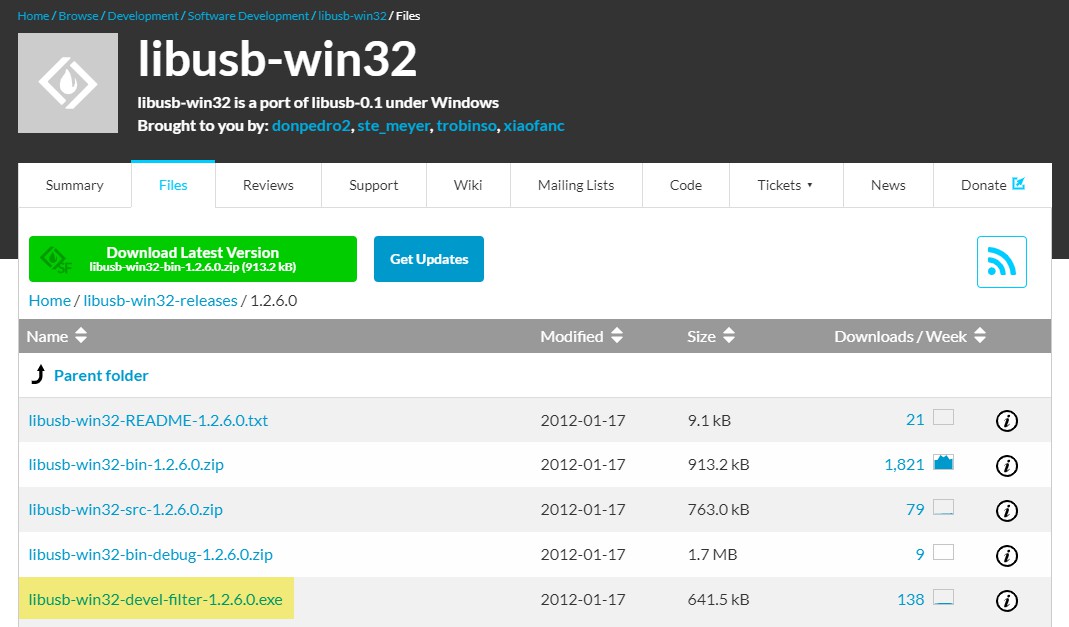 Home / Browse / Development / Software Development / libusb-win32 / Files
libusb-win32
libusb-win32 is a port of libusb-0.1 under Windows
Brought to you by: donpedro2, ste_meyer, trobinso, xiaofanc
Summary Files Reviews Support Wiki Mailing Lists Code Tickets News Donate
Download Latest Version
SF libusb-win32-bin-1.2.6.0.zip (913.2 kB)
Get Updates
Home / libusb-win32-releases / 1.2.6.0
Name Modified Size Downloads / Week
Parent folder
libusb-win32-README-1.2.6.0.txt 2012-01-17 9.1 kB 21 i
libusb-win32-bin-1.2.6.0.zip 2012-01-17 913.2 kB 1,821 i
libusb-win32-src-1.2.6.0.zip 2012-01-17 763.0 kB 79 i
libusb-win32-bin-debug-1.2.6.0.zip 2012-01-17 1.7 MB 9 i
libusb-win32-devel-filter-1.2.6.0.exe 2012-01-17 641.5 kB 138 i